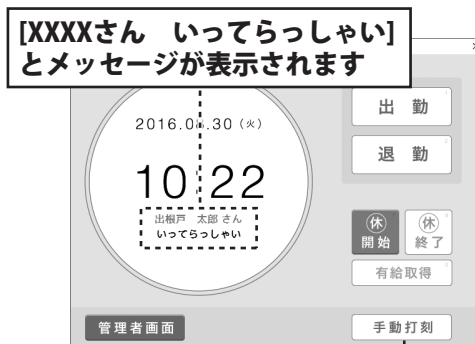 [XXXXさん　いってらっしゃい]
とメッセージが表示されます
2016.08.30（火）
10:22
出根戸　太郎 さん
いってらっしゃい
出　勤
退　勤
休
開始
休
終了
有給取得
管理者画面
手動打刻